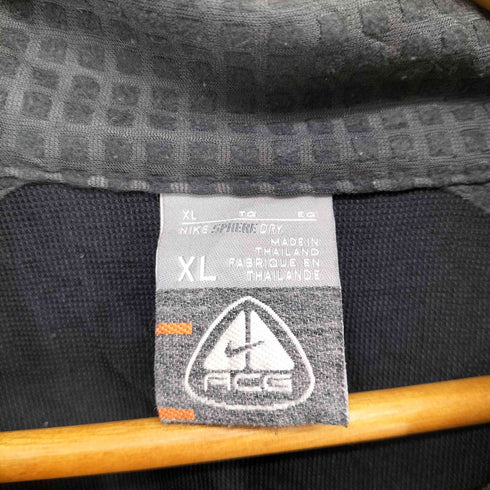 XL TG EG
NIKE SPHERE DRY
MADE IN
THAILAND
XL
FABRIQUE EN
THAILANDE
ACG